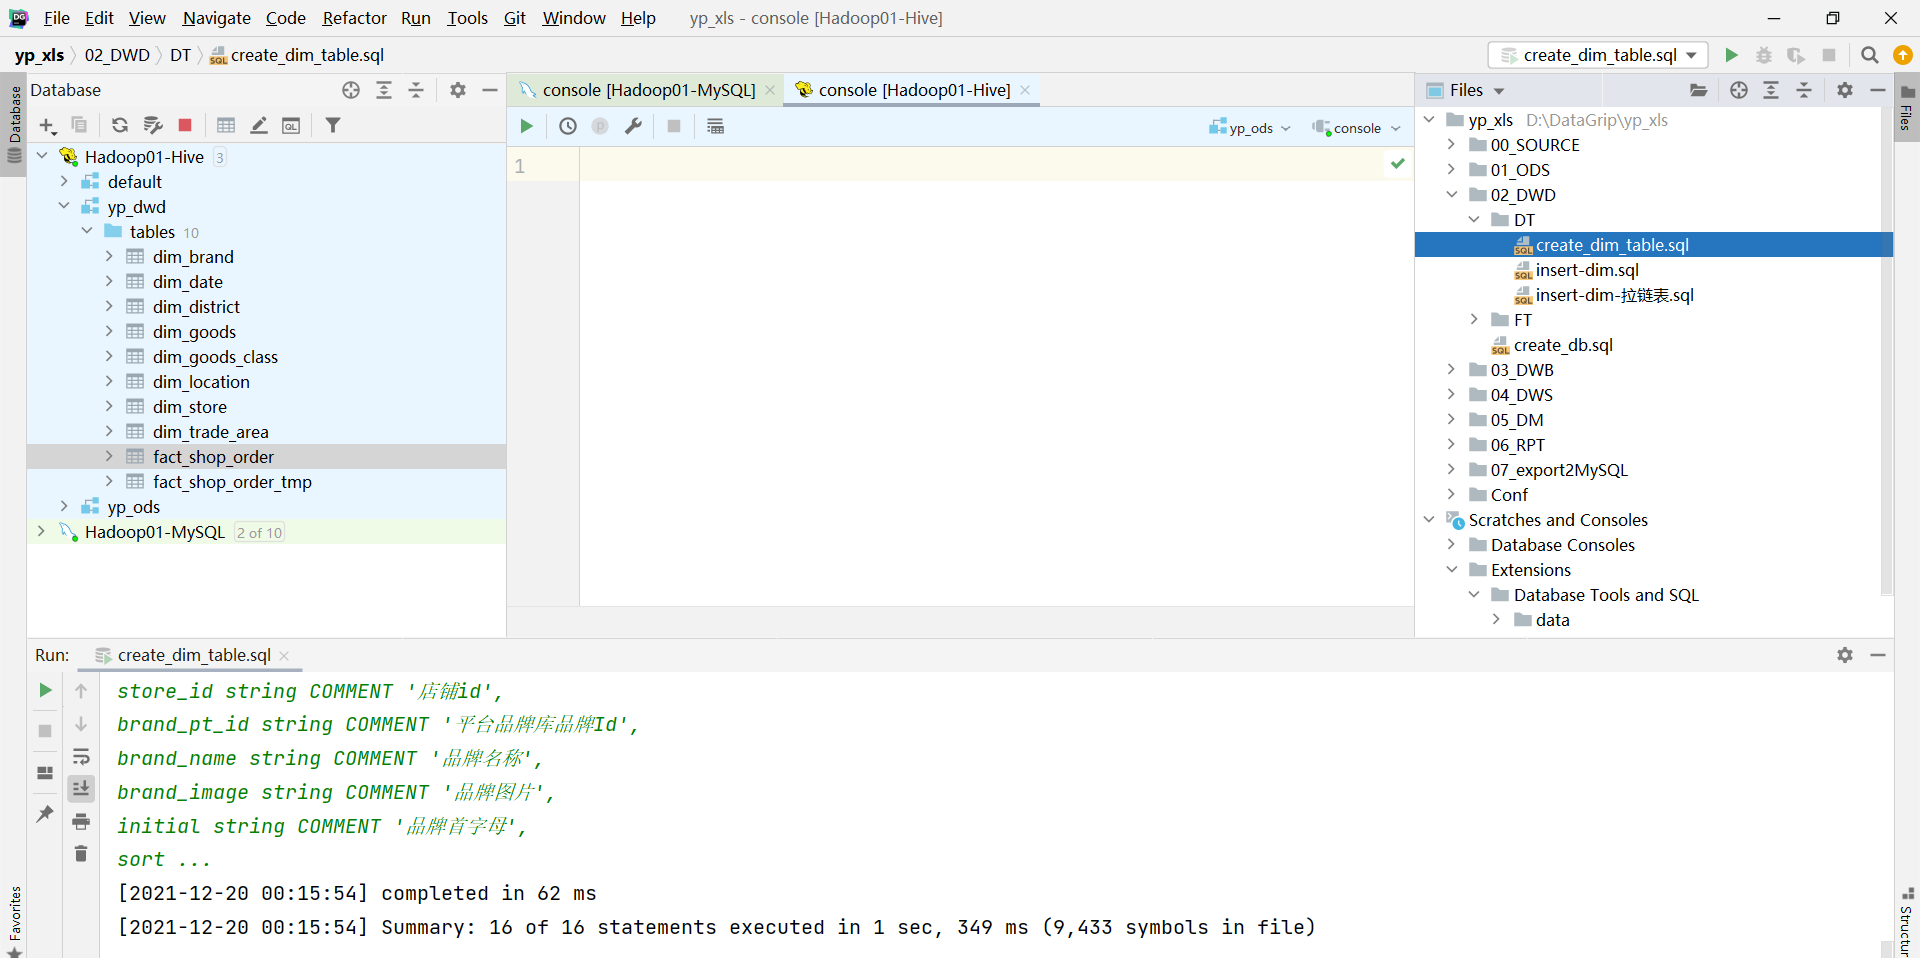 File Edit View Navigate Code Refactor Run Tools Git Window Help yp_xls - console [Hadoop01-Hive]
yp_xls 02_DWD DT create_dim_table.sql
create_dim_table.sql
Database
Database
+
Hadoop01-Hive 3
default
yp_dwd
tables 10
dim_brand
dim_date
dim_district
dim_goods
dim_goods_class
dim_location
dim_store
dim_trade_area
fact_shop_order
fact_shop_order_tmp
yp_ods
Hadoop01-MySQL 2 of 10
console [Hadoop01-MySQL]
console [Hadoop01-Hive]
yp_ods
console
1
Files
Files
yp_xls D:\DataGrip\yp_xls
00_SOURCE
01_ODS
02_DWD
DT
create_dim_table.sql
insert-dim.sql
insert-dim-拉链表.sql
FT
create_db.sql
03_DWB
04_DWS
05_DM
06_RPT
07_export2MySQL
Conf
Scratches and Consoles
Database Consoles
Extensions
Database Tools and SQL
data
Run: create_dim_table.sql
store_id string COMMENT '店铺id',
brand_pt_id string COMMENT '平台品牌库品牌Id',
brand_name string COMMENT '品牌名称',
brand_image string COMMENT '品牌图片',
initial string COMMENT '品牌首字母',
sort ...
[2021-12-20 00:15:54] completed in 62 ms
[2021-12-20 00:15:54] Summary: 16 of 16 statements executed in 1 sec, 349 ms (9,433 symbols in file)
Favorites
Structur